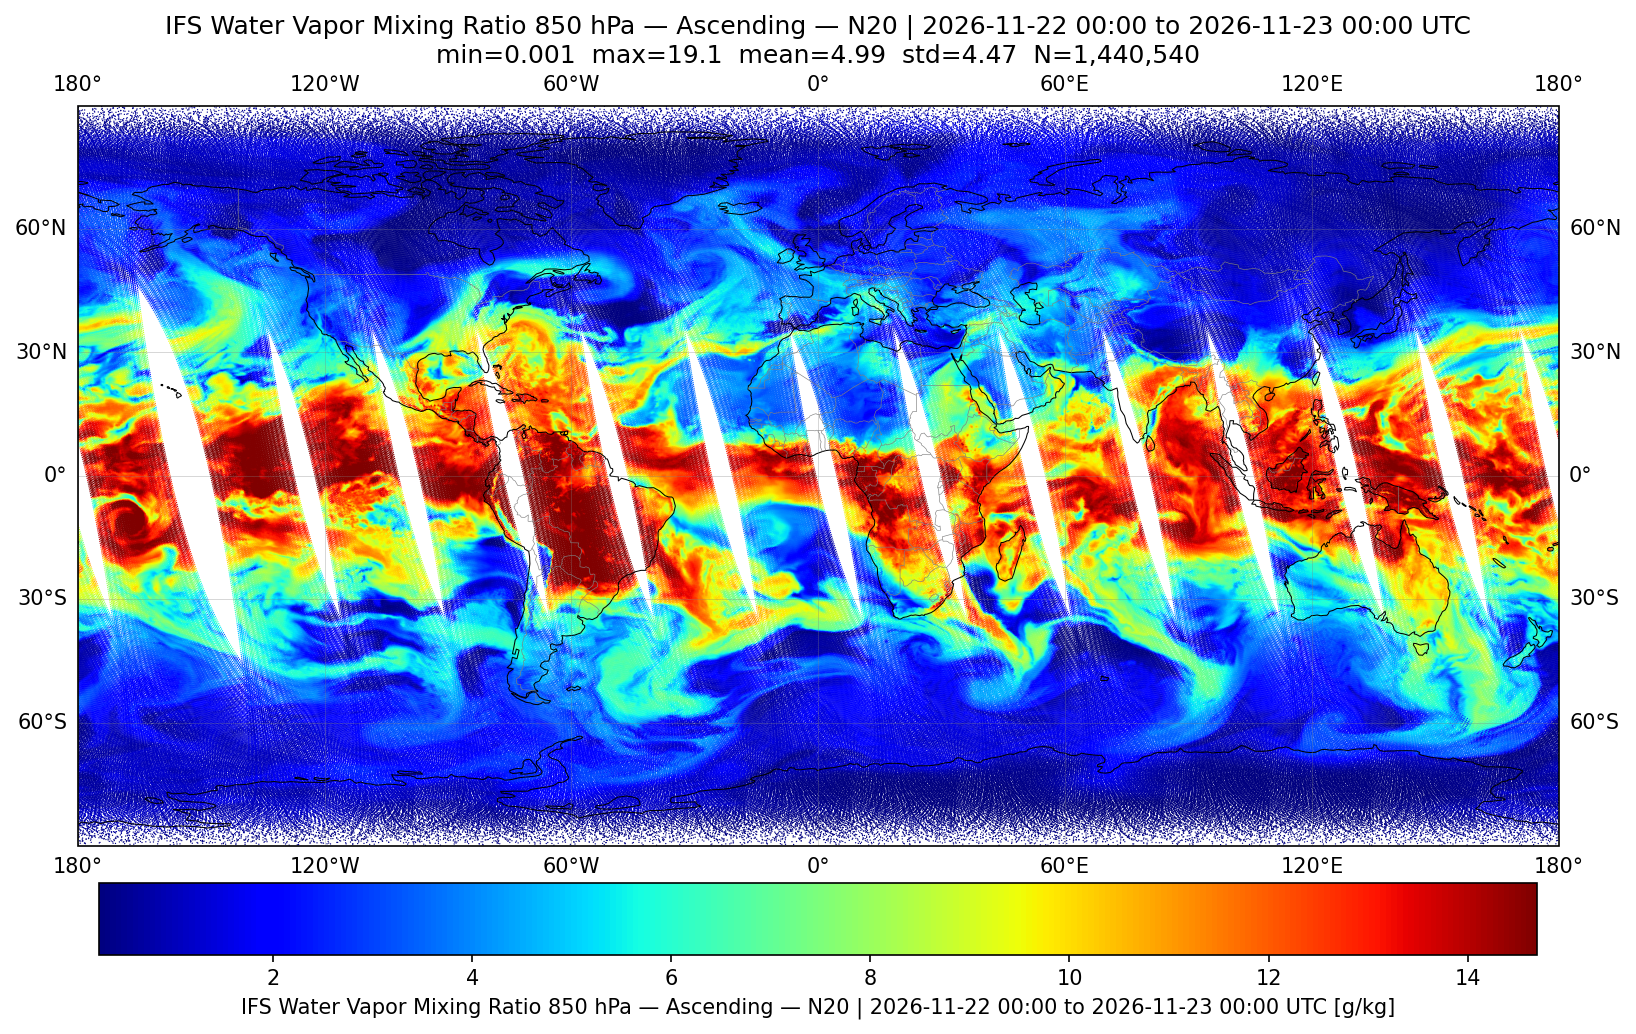 IFS Water Vapor Mixing Ratio 850 hPa — Ascending — N20 | 2026-11-22 00:00 to 2026-11-23 00:00 UTC
min=0.001  max=19.1  mean=4.99  std=4.47  N=1,440,540
180° 120°W 60°W 0° 60°E 120°E 180°
60°N 60°N
30°N 30°N
0° 0°
30°S 30°S
60°S 60°S
180° 120°W 60°W 0° 60°E 120°E 180°
2 4 6 8 10 12 14
IFS Water Vapor Mixing Ratio 850 hPa — Ascending — N20 | 2026-11-22 00:00 to 2026-11-23 00:00 UTC [g/kg]